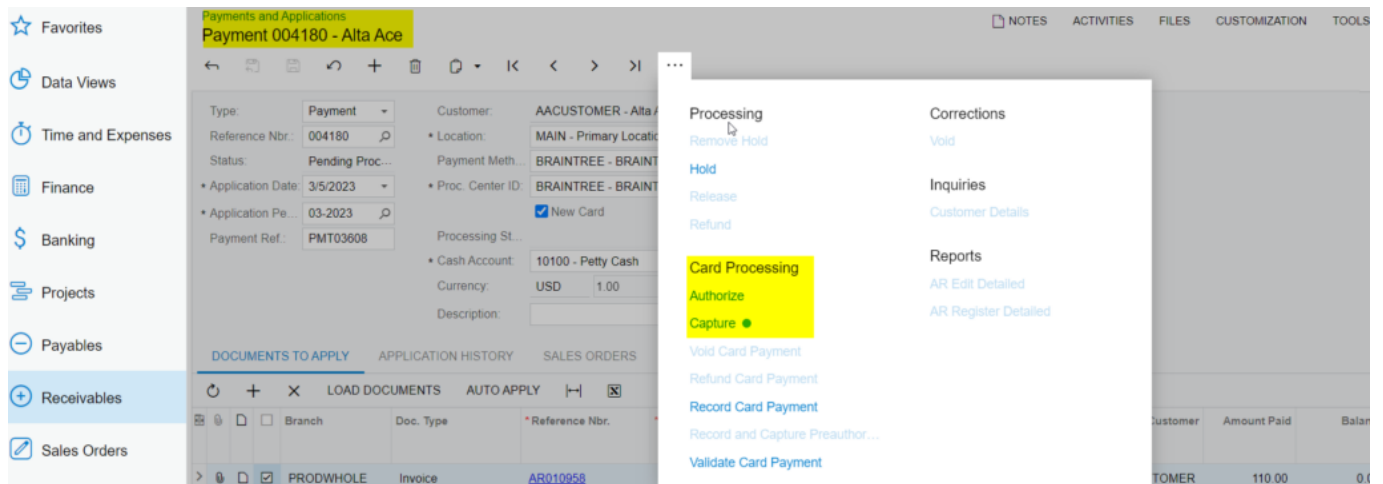 Favorites
Data Views
Time and Expenses
Finance
Banking
Projects
Payables
Receivables
Sales Orders
Payments and Applications
Payment 004180 - Alta Ace
NOTES ACTIVITIES FILES CUSTOMIZATION TOOLS
Type: Payment
Reference Nbr.: 004180
Status: Pending Proc...
* Application Date: 3/5/2023
* Application Pe... 03-2023
Payment Ref.: PMT03608
Customer: AACUSTOMER - Alta A
* Location: MAIN - Primary Locatio
Payment Meth... BRAINTREE - BRAINT
* Proc. Center ID: BRAINTREE - BRAINT
New Card
Processing St...
* Cash Account: 10100 - Petty Cash
Currency: USD 1.00
Description:
Processing
Remove Hold
Hold
Release
Refund
Card Processing
Authorize
Capture
Void Card Payment
Refund Card Payment
Record Card Payment
Record and Capture Preauthor...
Validate Card Payment
Corrections
Void
Inquiries
Customer Details
Reports
AR Edit Detailed
AR Register Detailed
DOCUMENTS TO APPLY APPLICATION HISTORY SALES ORDERS
LOAD DOCUMENTS AUTO APPLY
Branch Doc. Type *Reference Nbr. * Customer Amount Paid Balan
PRODWHOLE Invoice AR010958 TOMER 110.00 0.0